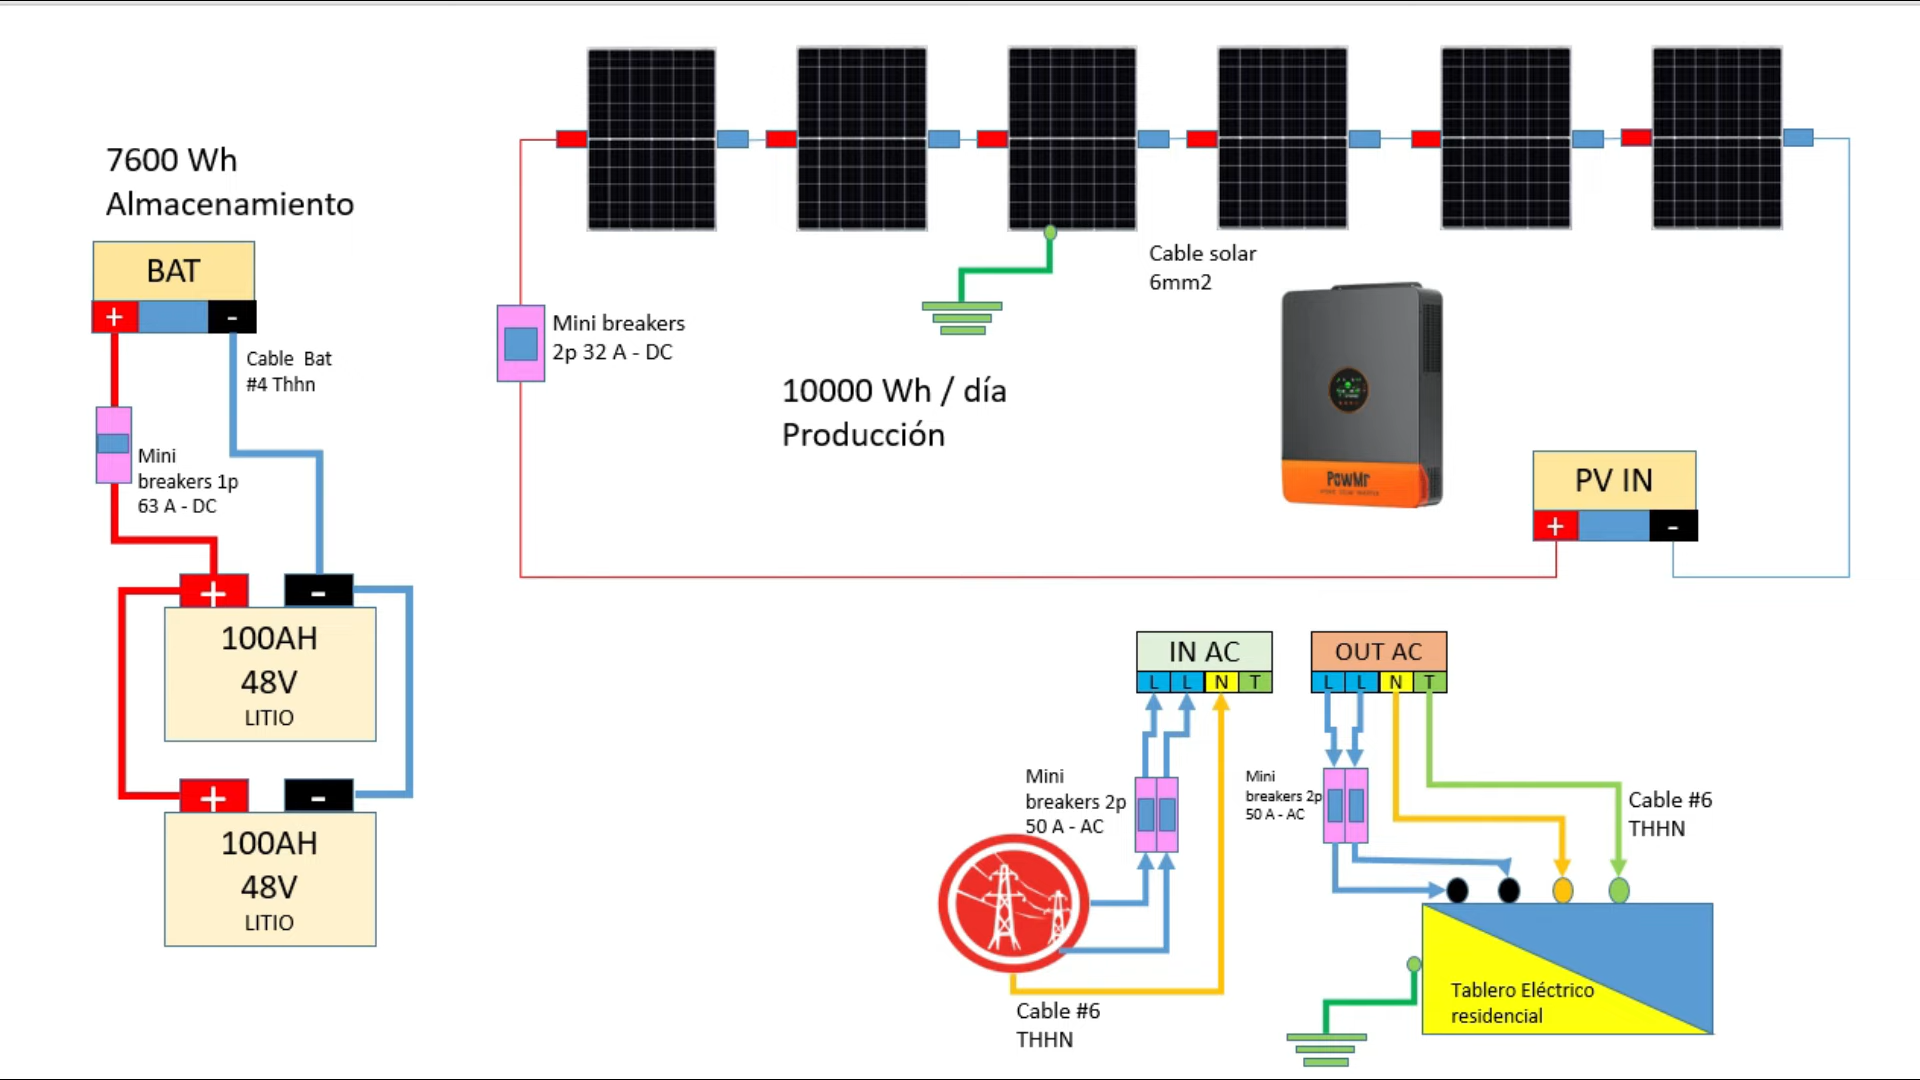 7600 Wh
Almacenamiento
BAT
+ -
Cable Bat
#4 Thhn
Mini
breakers 1p
63 A - DC
+ -
100AH
48V
LITIO
+ -
100AH
48V
LITIO
Mini breakers
2p 32 A - DC
Cable solar
6mm2
10000 Wh / día
Producción
PowMr
PV IN
+ -
IN AC
L L N T
OUT AC
L L N T
Mini
breakers 2p
50 A - AC
Mini
breakers 2p
50 A - AC
Cable #6
THHN
Cable #6
THHN
Tablero Eléctrico
residencial